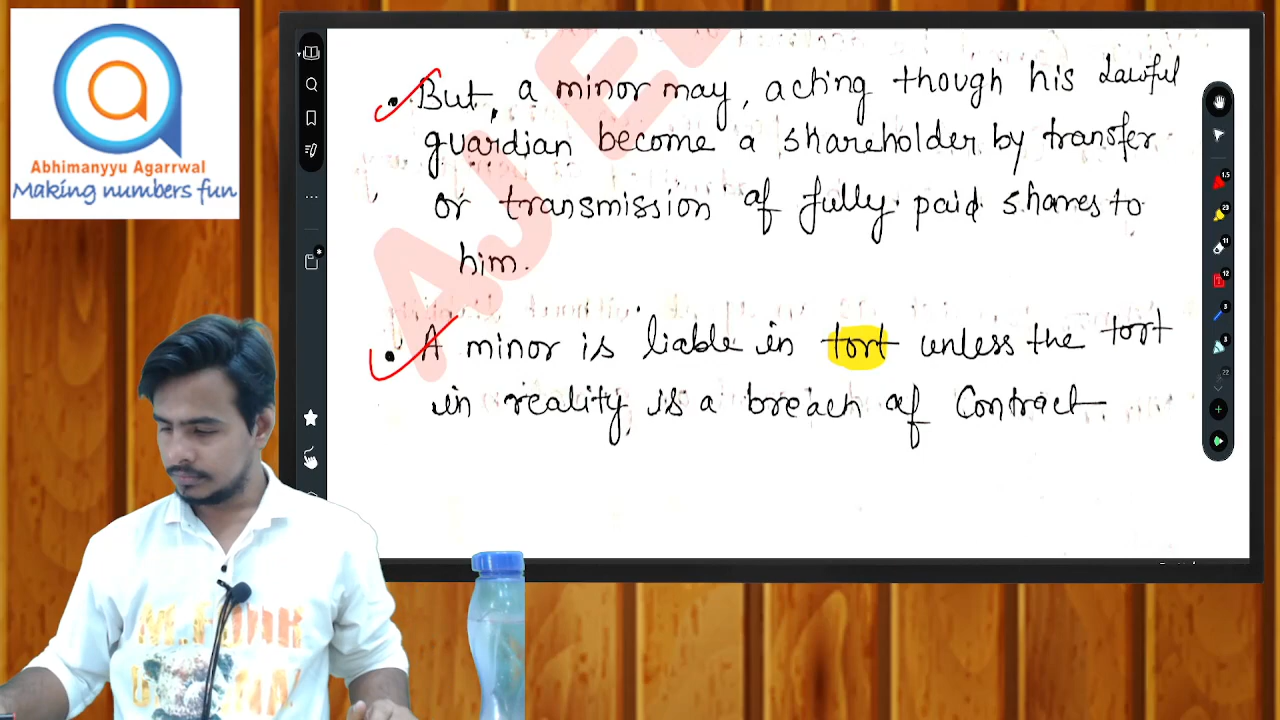 Abhimanyyu Agarrwal
Making numbers fun
But, a minor may, acting though his Lawful
guardian become a shareholder by transfer
or transmission of fully paid shares to
him.
A minor is liable in tort unless the tort
in reality, is a breach of Contract.
AJ E